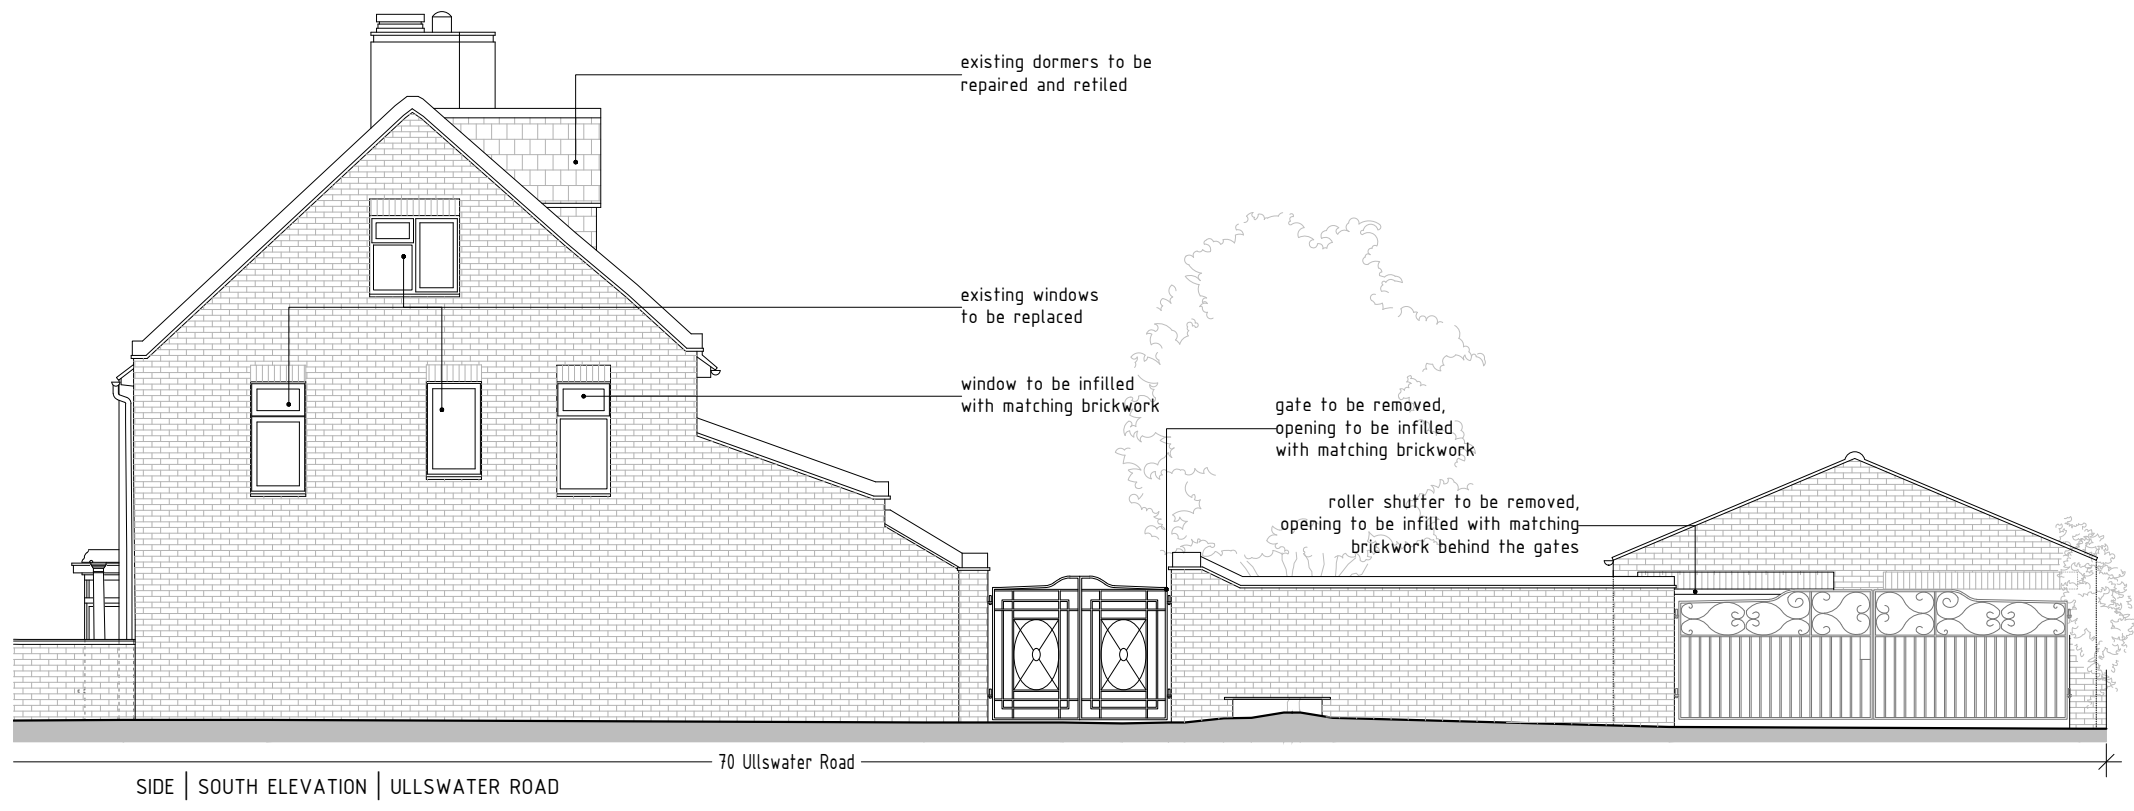 existing dormers to be
repaired and retiled
existing windows
to be replaced
window to be infilled
with matching brickwork
gate to be removed,
opening to be infilled
with matching brickwork
roller shutter to be removed,
opening to be infilled with matching
brickwork behind the gates
70 Ullswater Road
SIDE | SOUTH ELEVATION | ULLSWATER ROAD